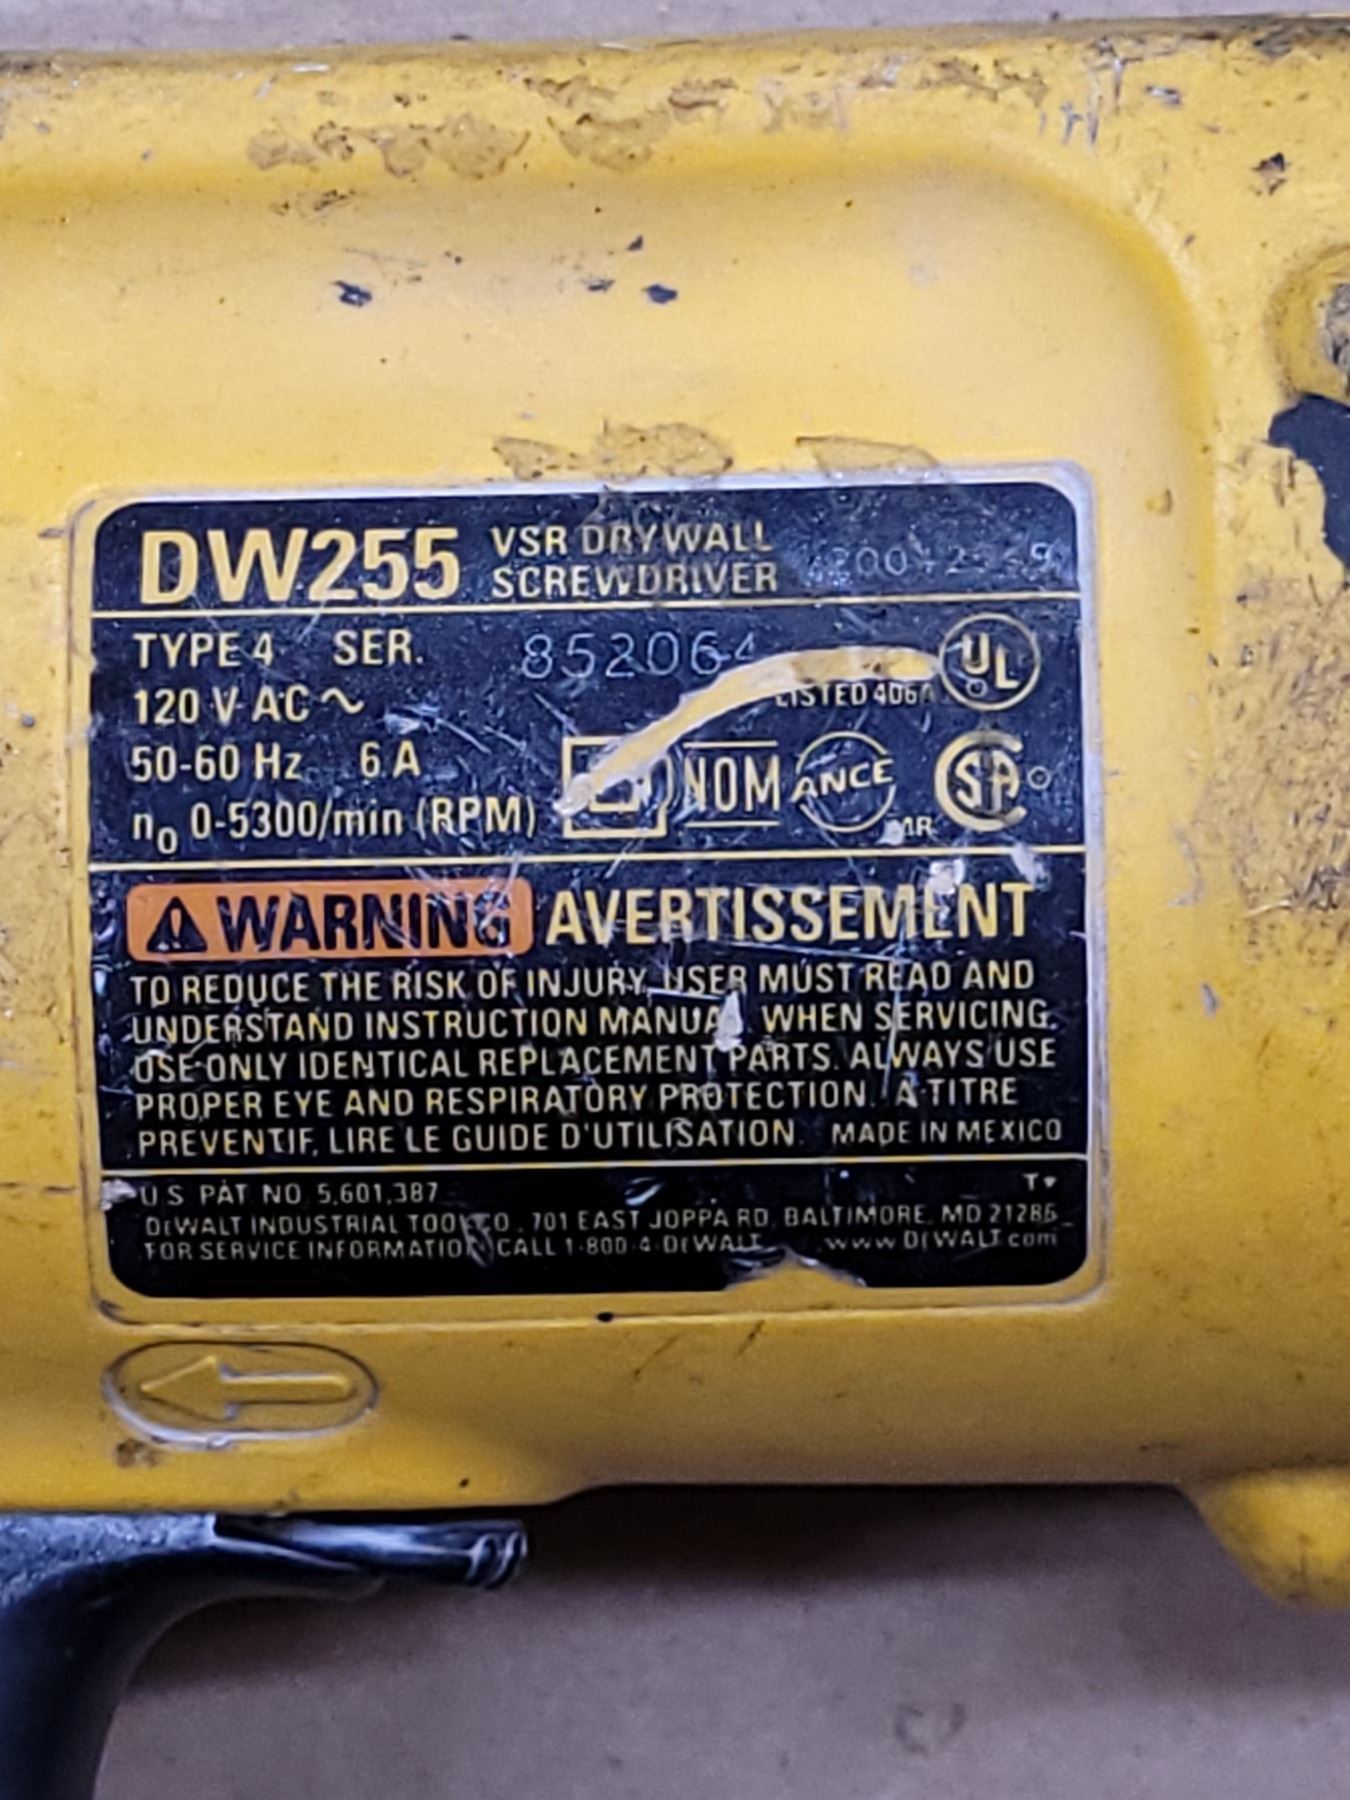 DW255 VSR DRYWALL
SCREWDRIVER
TYPE 4 SER. 852064
120 V AC ~
LISTED 406A
UL
50-60 Hz 6 A
NOM ANCE
CSA
n₀ 0-5300/min (RPM)
WARNING AVERTISSEMENT
TO REDUCE THE RISK OF INJURY, USER MUST READ AND
UNDERSTAND INSTRUCTION MANUAL. WHEN SERVICING,
USE ONLY IDENTICAL REPLACEMENT PARTS. ALWAYS USE
PROPER EYE AND RESPIRATORY PROTECTION. A TITRE
PREVENTIF, LIRE LE GUIDE D'UTILISATION. MADE IN MEXICO
U S PAT NO 5,601,387
DEWALT INDUSTRIAL TOOL CO., 701 EAST JOPPA RD, BALTIMORE, MD 21286
FOR SERVICE INFORMATION, CALL 1-800-4-DEWALT www.DEWALT.com